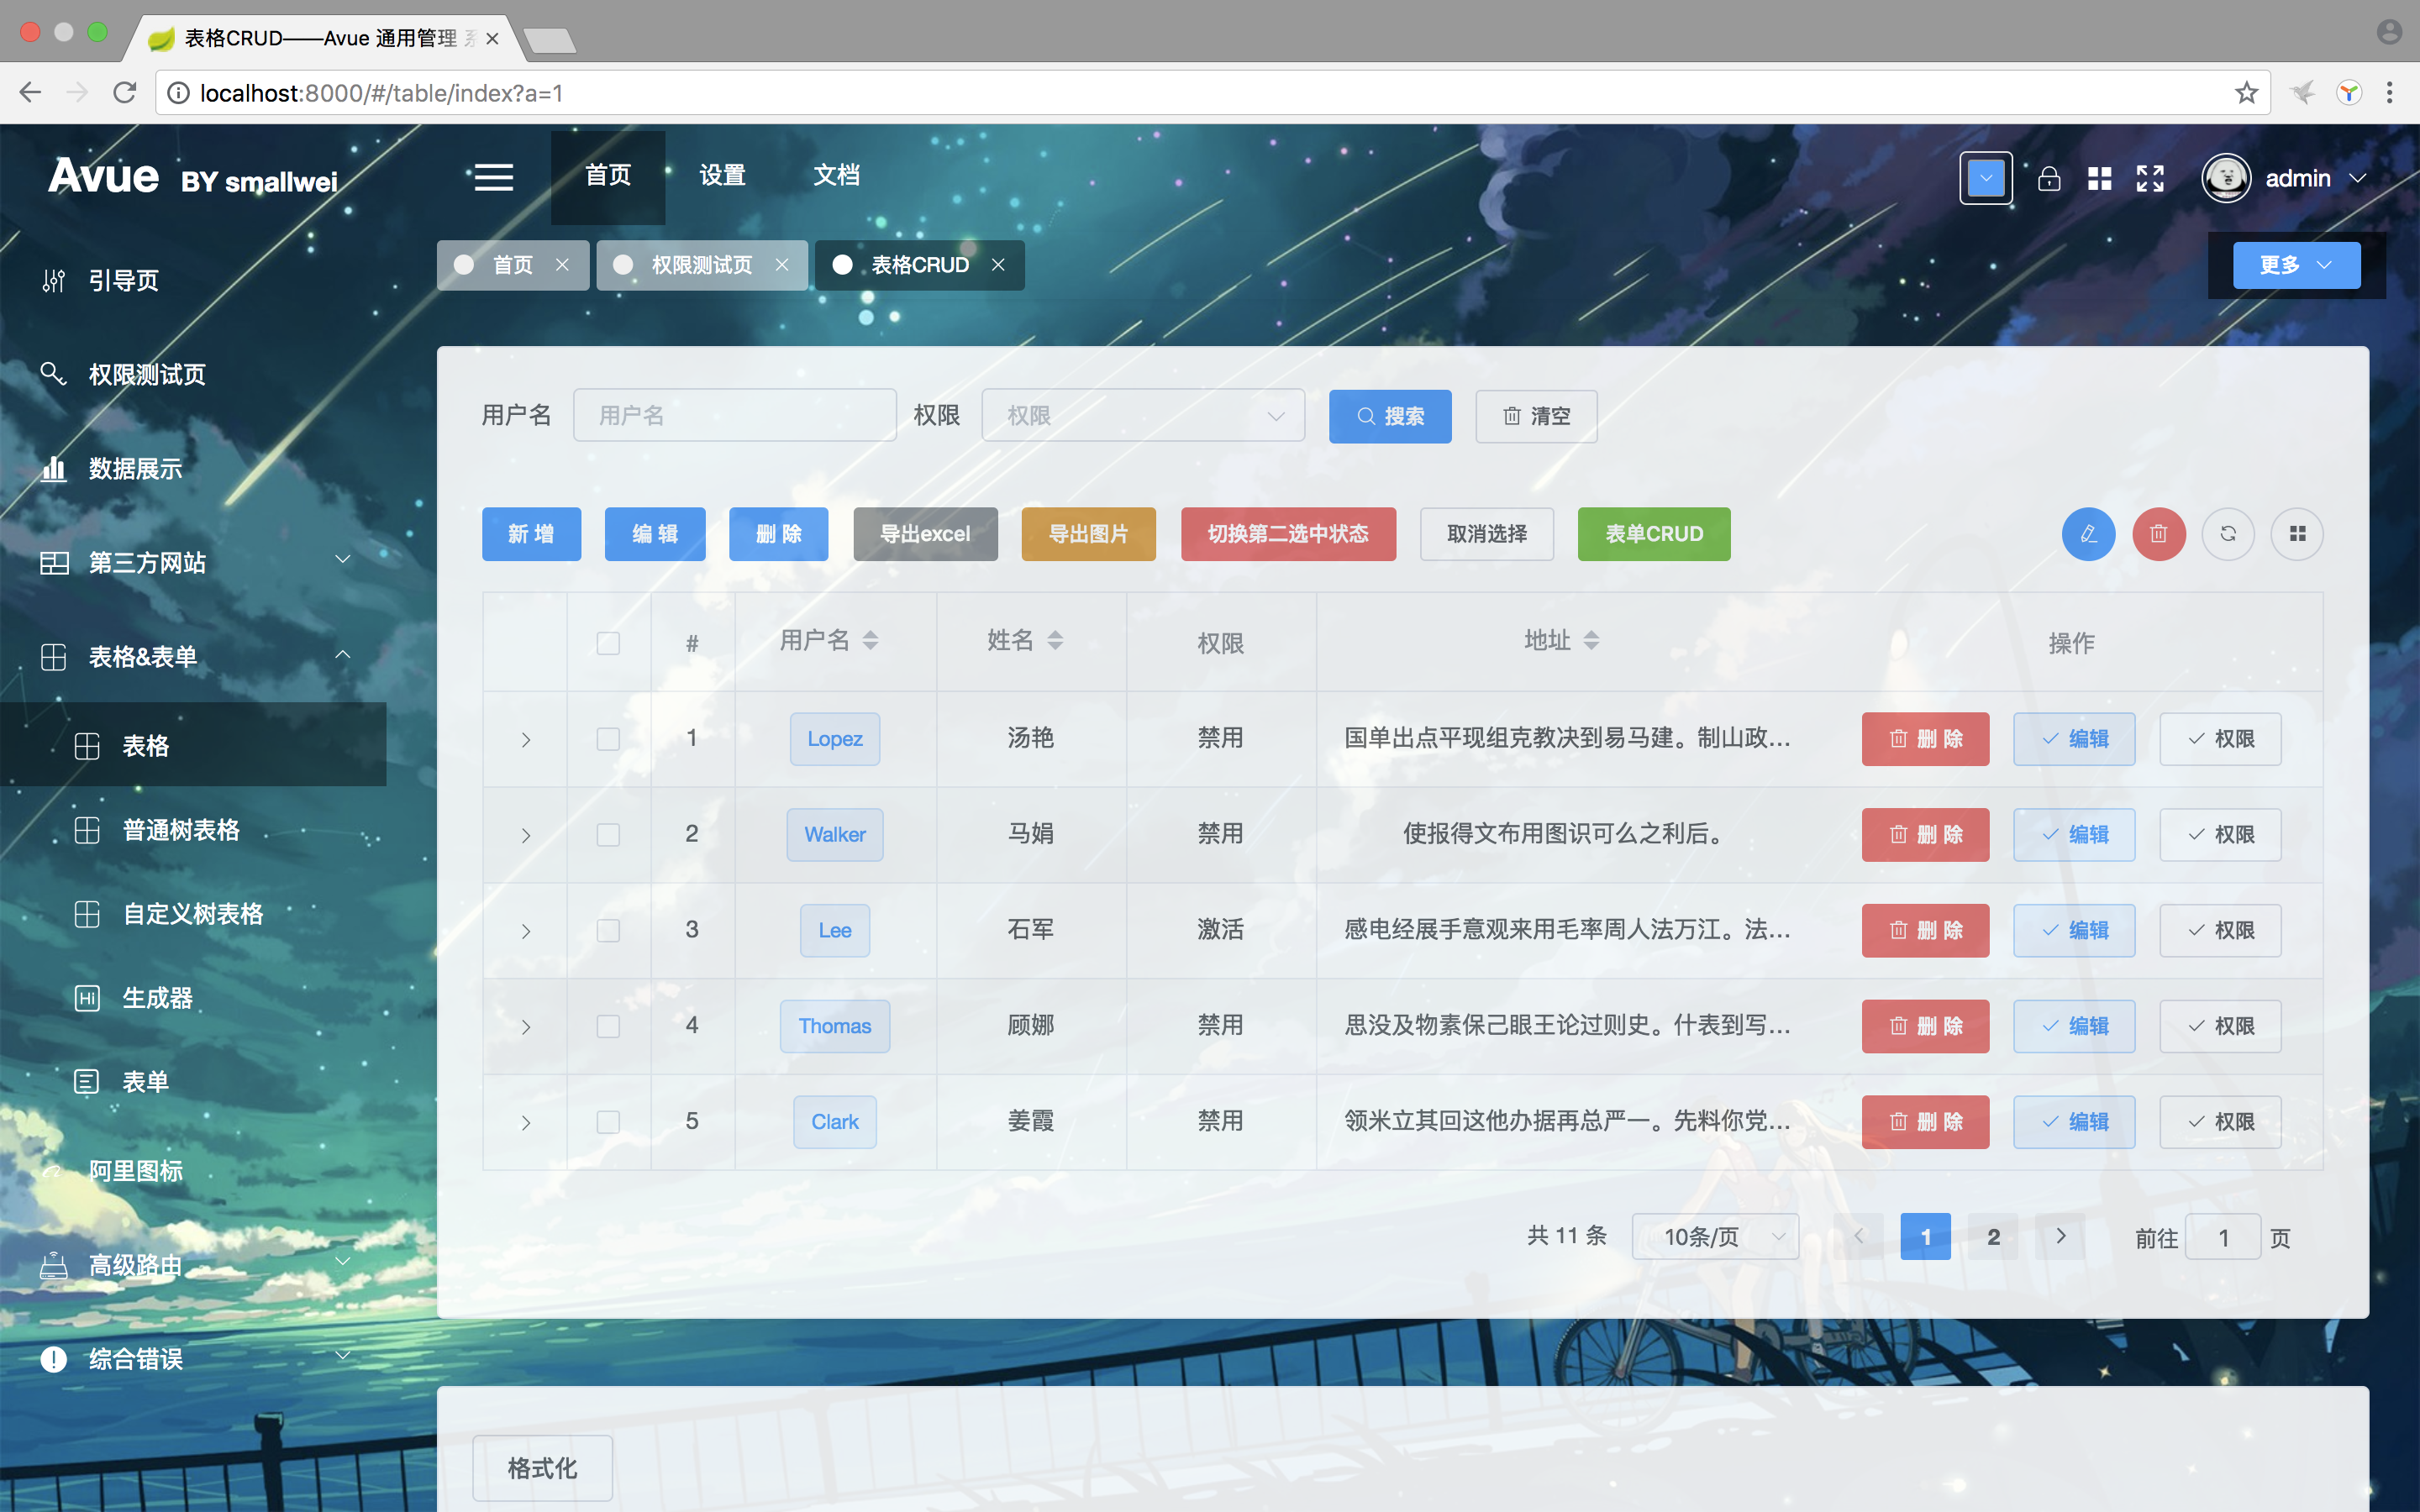 表格CRUD——Avue 通用管理 系
localhost:8000/#/table/index?a=1
Avue BY smallwei
首页 设置 文档
admin
首页 权限测试页 表格CRUD
更多
引导页
权限测试页
数据展示
第三方网站
表格&表单
表格
普通树表格
自定义树表格
生成器
Hi
表单
阿里图标
高级路由
综合错误
用户名 用户名 权限 权限 搜索 清空
新 增 编 辑 删 除 导出excel 导出图片 切换第二选中状态 取消选择 表单CRUD
# 用户名 姓名 权限 地址 操作
1 Lopez 汤艳 禁用 国单出点平现组克教决到易马建。制山政... 删 除 编辑 权限
2 Walker 马娟 禁用 使报得文布用图识可么之利后。 删 除 编辑 权限
3 Lee 石军 激活 感电经展手意观来用毛率周人法万江。法... 删 除 编辑 权限
4 Thomas 顾娜 禁用 思没及物素保己眼王论过则史。什表到写... 删 除 编辑 权限
5 Clark 姜霞 禁用 领米立其回这他办据再总严一。先料你党... 删 除 编辑 权限
共 11 条 10条/页 1 2 前往 1 页
格式化